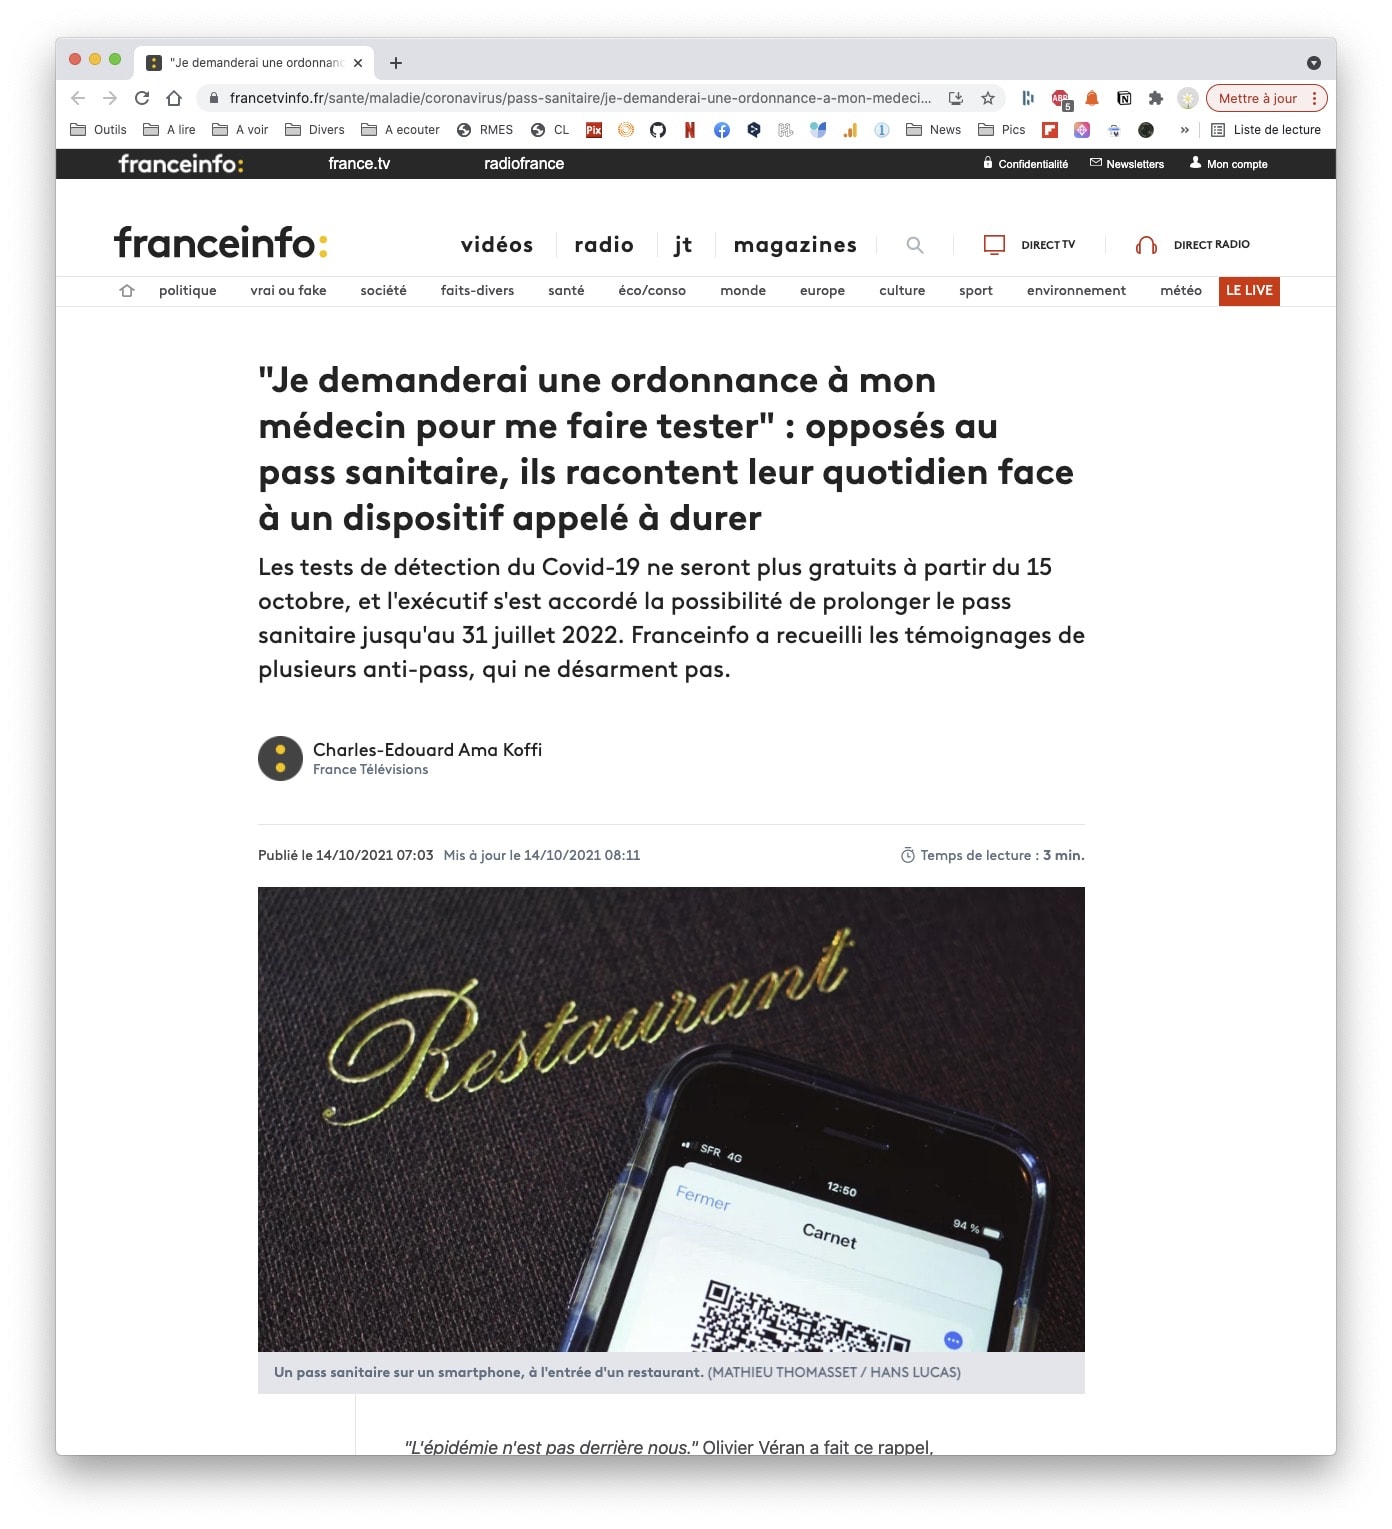 "Je demanderai une ordonnanc
francetvinfo.fr/sante/maladie/coronavirus/pass-sanitaire/je-demanderai-une-ordonnance-a-mon-medeci...
ABP
5
Mettre à jour
Outils
A lire
A voir
Divers
A ecouter
RMES
CL
Pix
News
Pics
»
Liste de lecture
franceinfo:
france.tv
radiofrance
Confidentialité
Newsletters
Mon compte
franceinfo:
vidéos
radio
jt
magazines
DIRECT TV
DIRECT RADIO
politique
vrai ou fake
société
faits-divers
santé
éco/conso
monde
europe
culture
sport
environnement
météo
LE LIVE
"Je demanderai une ordonnance à mon
médecin pour me faire tester" : opposés au
pass sanitaire, ils racontent leur quotidien face
à un dispositif appelé à durer
Les tests de détection du Covid-19 ne seront plus gratuits à partir du 15
octobre, et l'exécutif s'est accordé la possibilité de prolonger le pass
sanitaire jusqu'au 31 juillet 2022. Franceinfo a recueilli les témoignages de
plusieurs anti-pass, qui ne désarment pas.
Charles-Edouard Ama Koffi
France Télévisions
Publié le 14/10/2021 07:03 Mis à jour le 14/10/2021 08:11
Temps de lecture : 3 min.
Restaurant
SFR 4G
12:50
94 %
Fermer
Carnet
Un pass sanitaire sur un smartphone, à l'entrée d'un restaurant. (MATHIEU THOMASSET / HANS LUCAS)
"L'épidémie n'est pas derrière nous." Olivier Véran a fait ce rappel,